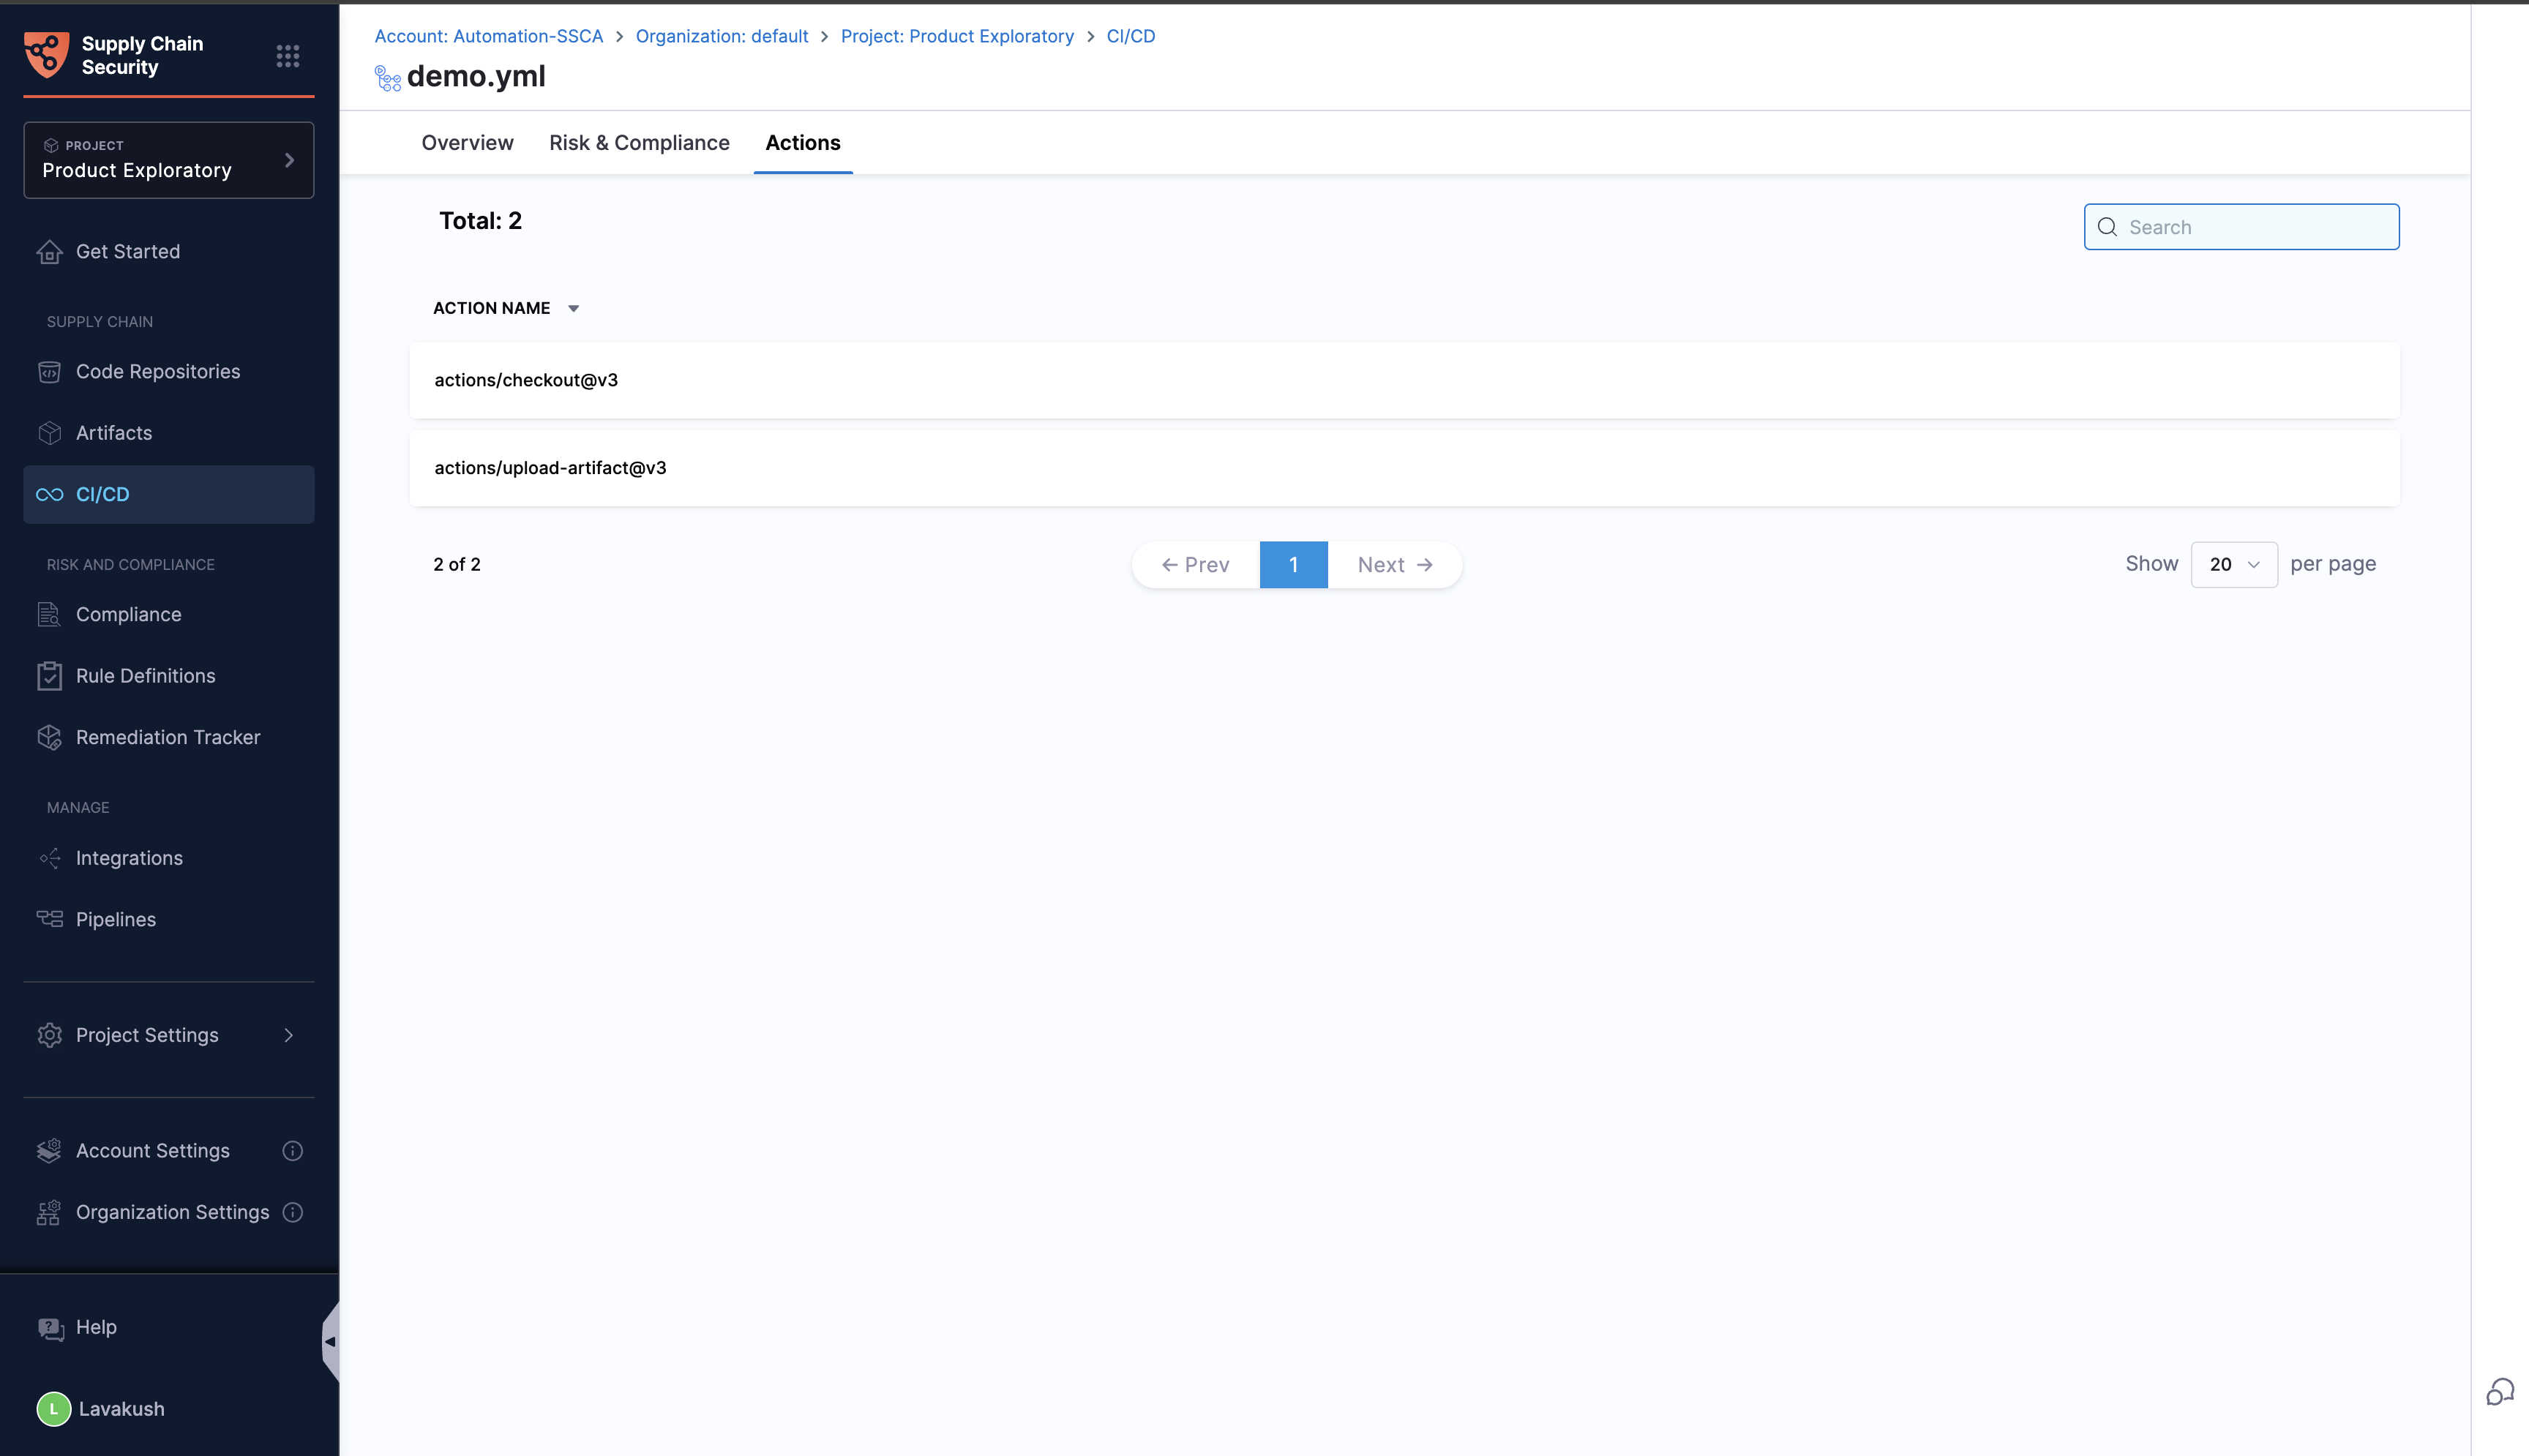 Supply Chain
Security
PROJECT
Product Exploratory
Get Started
SUPPLY CHAIN
Code Repositories
Artifacts
CI/CD
RISK AND COMPLIANCE
Compliance
Rule Definitions
Remediation Tracker
MANAGE
Integrations
Pipelines
Project Settings
Account Settings
Organization Settings
Help
L Lavakush
Account: Automation-SSCA > Organization: default > Project: Product Exploratory > CI/CD
demo.yml
Overview Risk & Compliance Actions
Total: 2
Search
ACTION NAME
actions/checkout@v3
actions/upload-artifact@v3
2 of 2
← Prev 1 Next →
Show 20 per page